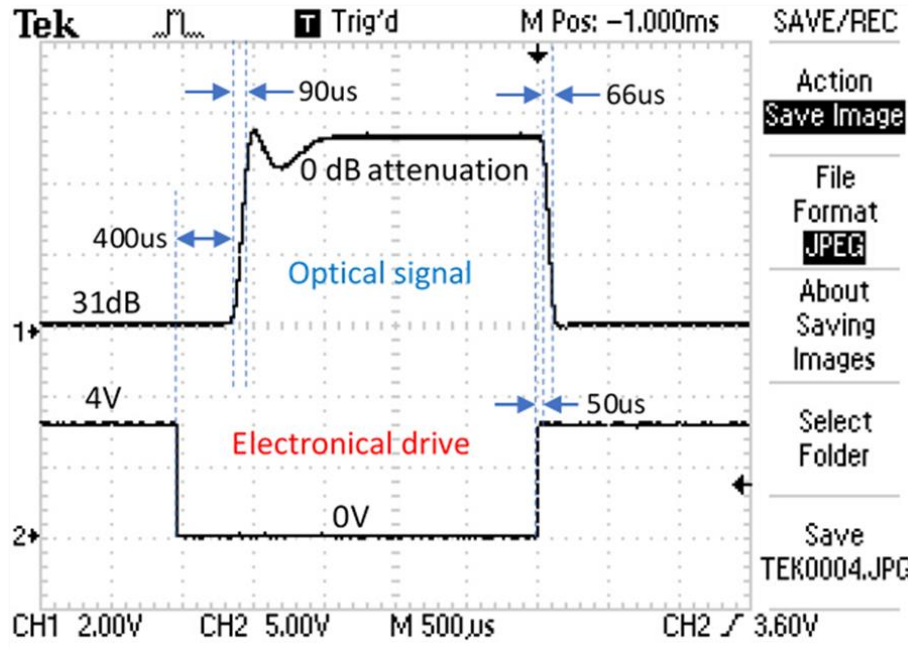 Tek
T Trig'd
M Pos: −1.000ms
SAVE/REC
90us
66us
Action
Save Image
0 dB attenuation
File
Format
JPEG
400us
Optical signal
31dB
1
About
Saving
Images
4V
50us
Electronical drive
Select
Folder
0V
2
Save
TEK0004.JPG
CH1 2.00V
CH2 5.00V
M 500µs
CH2 / 3.60V